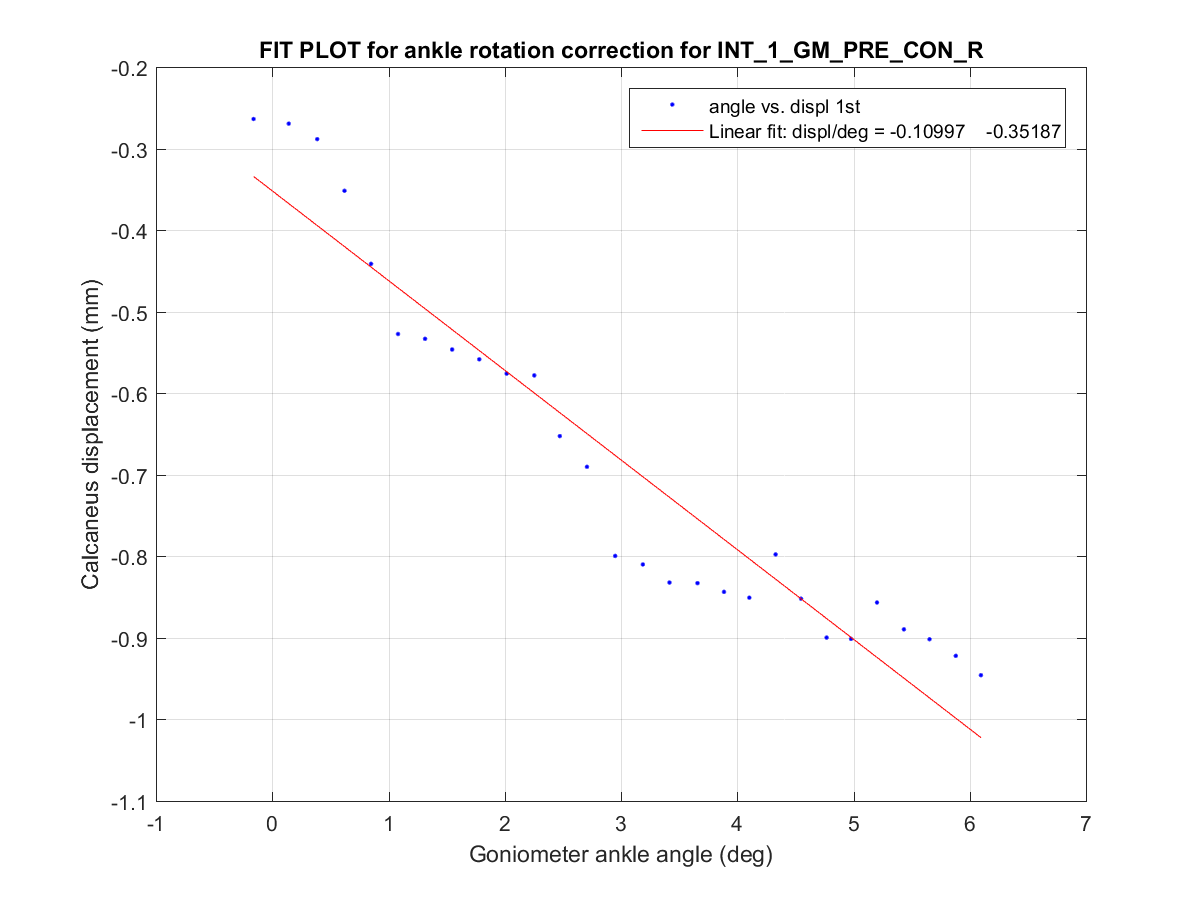 FIT PLOT for ankle rotation correction for INT_1_GM_PRE_CON_R
angle vs. displ 1st
Linear fit: displ/deg = -0.10997 -0.35187
-0.2
-0.3
-0.4
-0.5
-0.6
-0.7
-0.8
-0.9
-1
-1.1
Calcaneus displacement (mm)
-1 0 1 2 3 4 5 6 7
Goniometer ankle angle (deg)